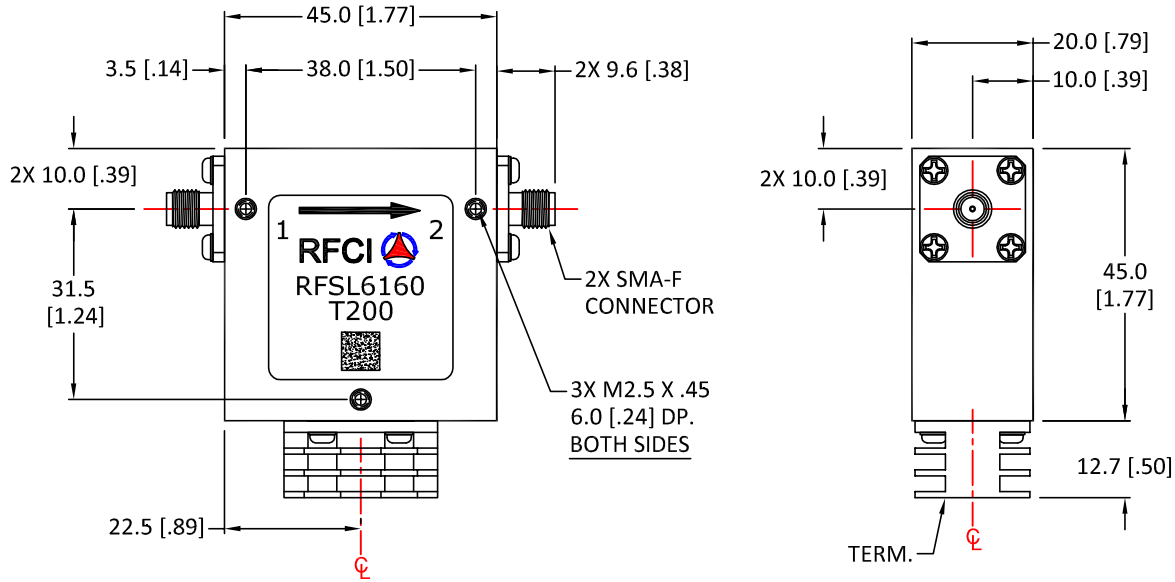 45.0 [1.77]
3.5 [.14]
38.0 [1.50]
2X 9.6 [.38]
2X 10.0 [.39]
31.5
[1.24]
1
2
RFCI
RFSL6160
T200
2X SMA-F
CONNECTOR
3X M2.5 X .45
6.0 [.24] DP.
BOTH SIDES
22.5 [.89]
CL
20.0 [.79]
10.0 [.39]
2X 10.0 [.39]
45.0
[1.77]
12.7 [.50]
TERM.
CL